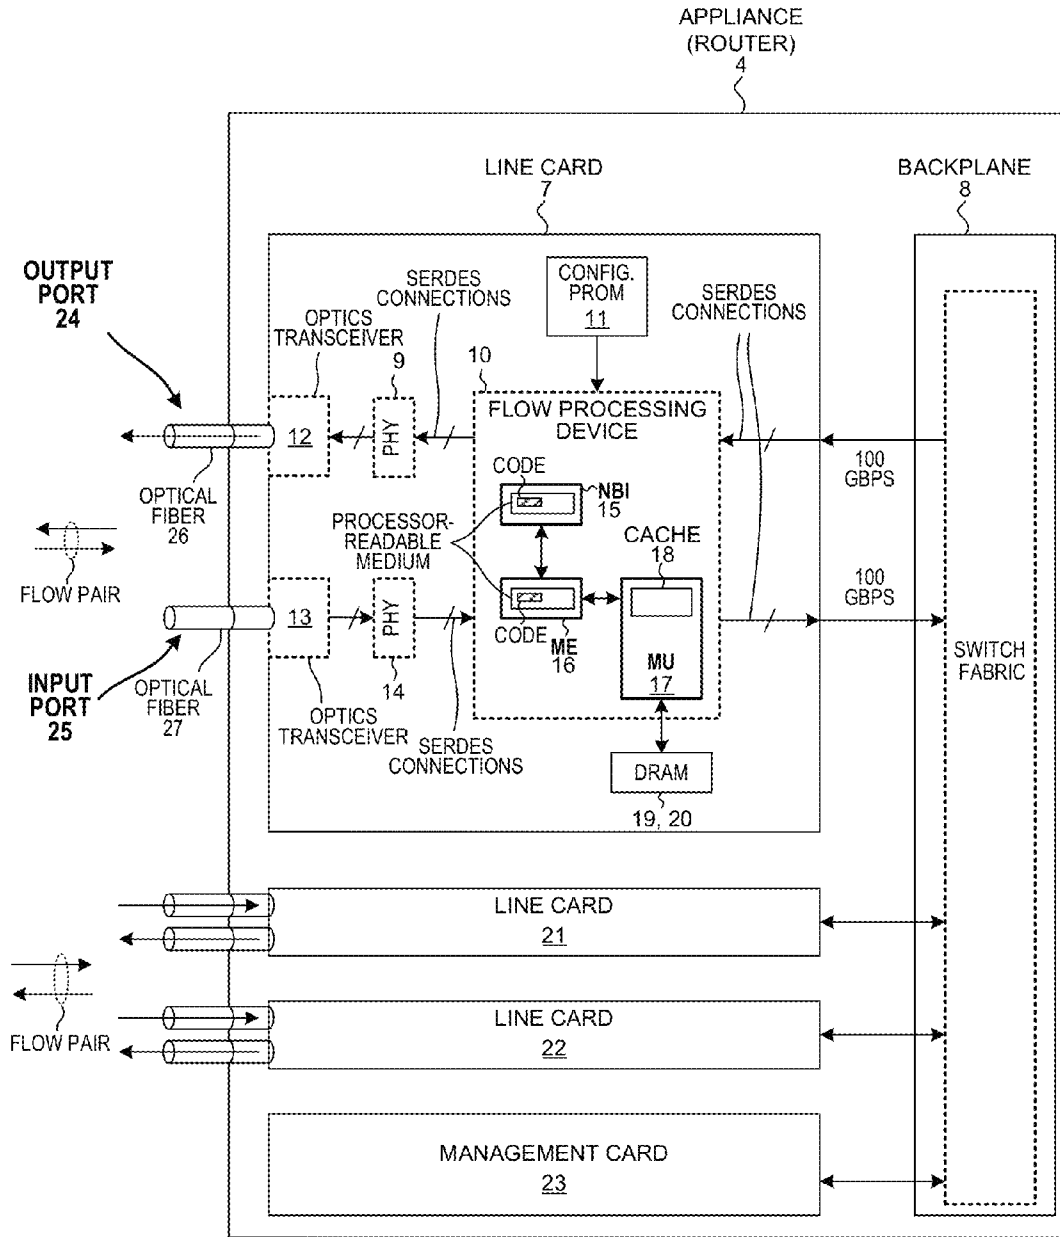 APPLIANCE
(ROUTER)
4
LINE CARD
7
BACKPLANE
8
OUTPUT
PORT
24
OPTICS
TRANSCEIVER
SERDES
CONNECTIONS
9
10
CONFIG.
PROM
11
SERDES
CONNECTIONS
FLOW PROCESSING
DEVICE
12
PHY
100
GBPS
OPTICAL
FIBER
26
CODE
NBI
15
PROCESSOR-
READABLE
MEDIUM
CACHE
18
FLOW PAIR
13
PHY
CODE
ME
16
MU
17
100
GBPS
SWITCH
FABRIC
INPUT
PORT
25
OPTICAL
FIBER
27
14
OPTICS
TRANSCEIVER
SERDES
CONNECTIONS
DRAM
19, 20
LINE CARD
21
LINE CARD
22
FLOW PAIR
MANAGEMENT CARD
23